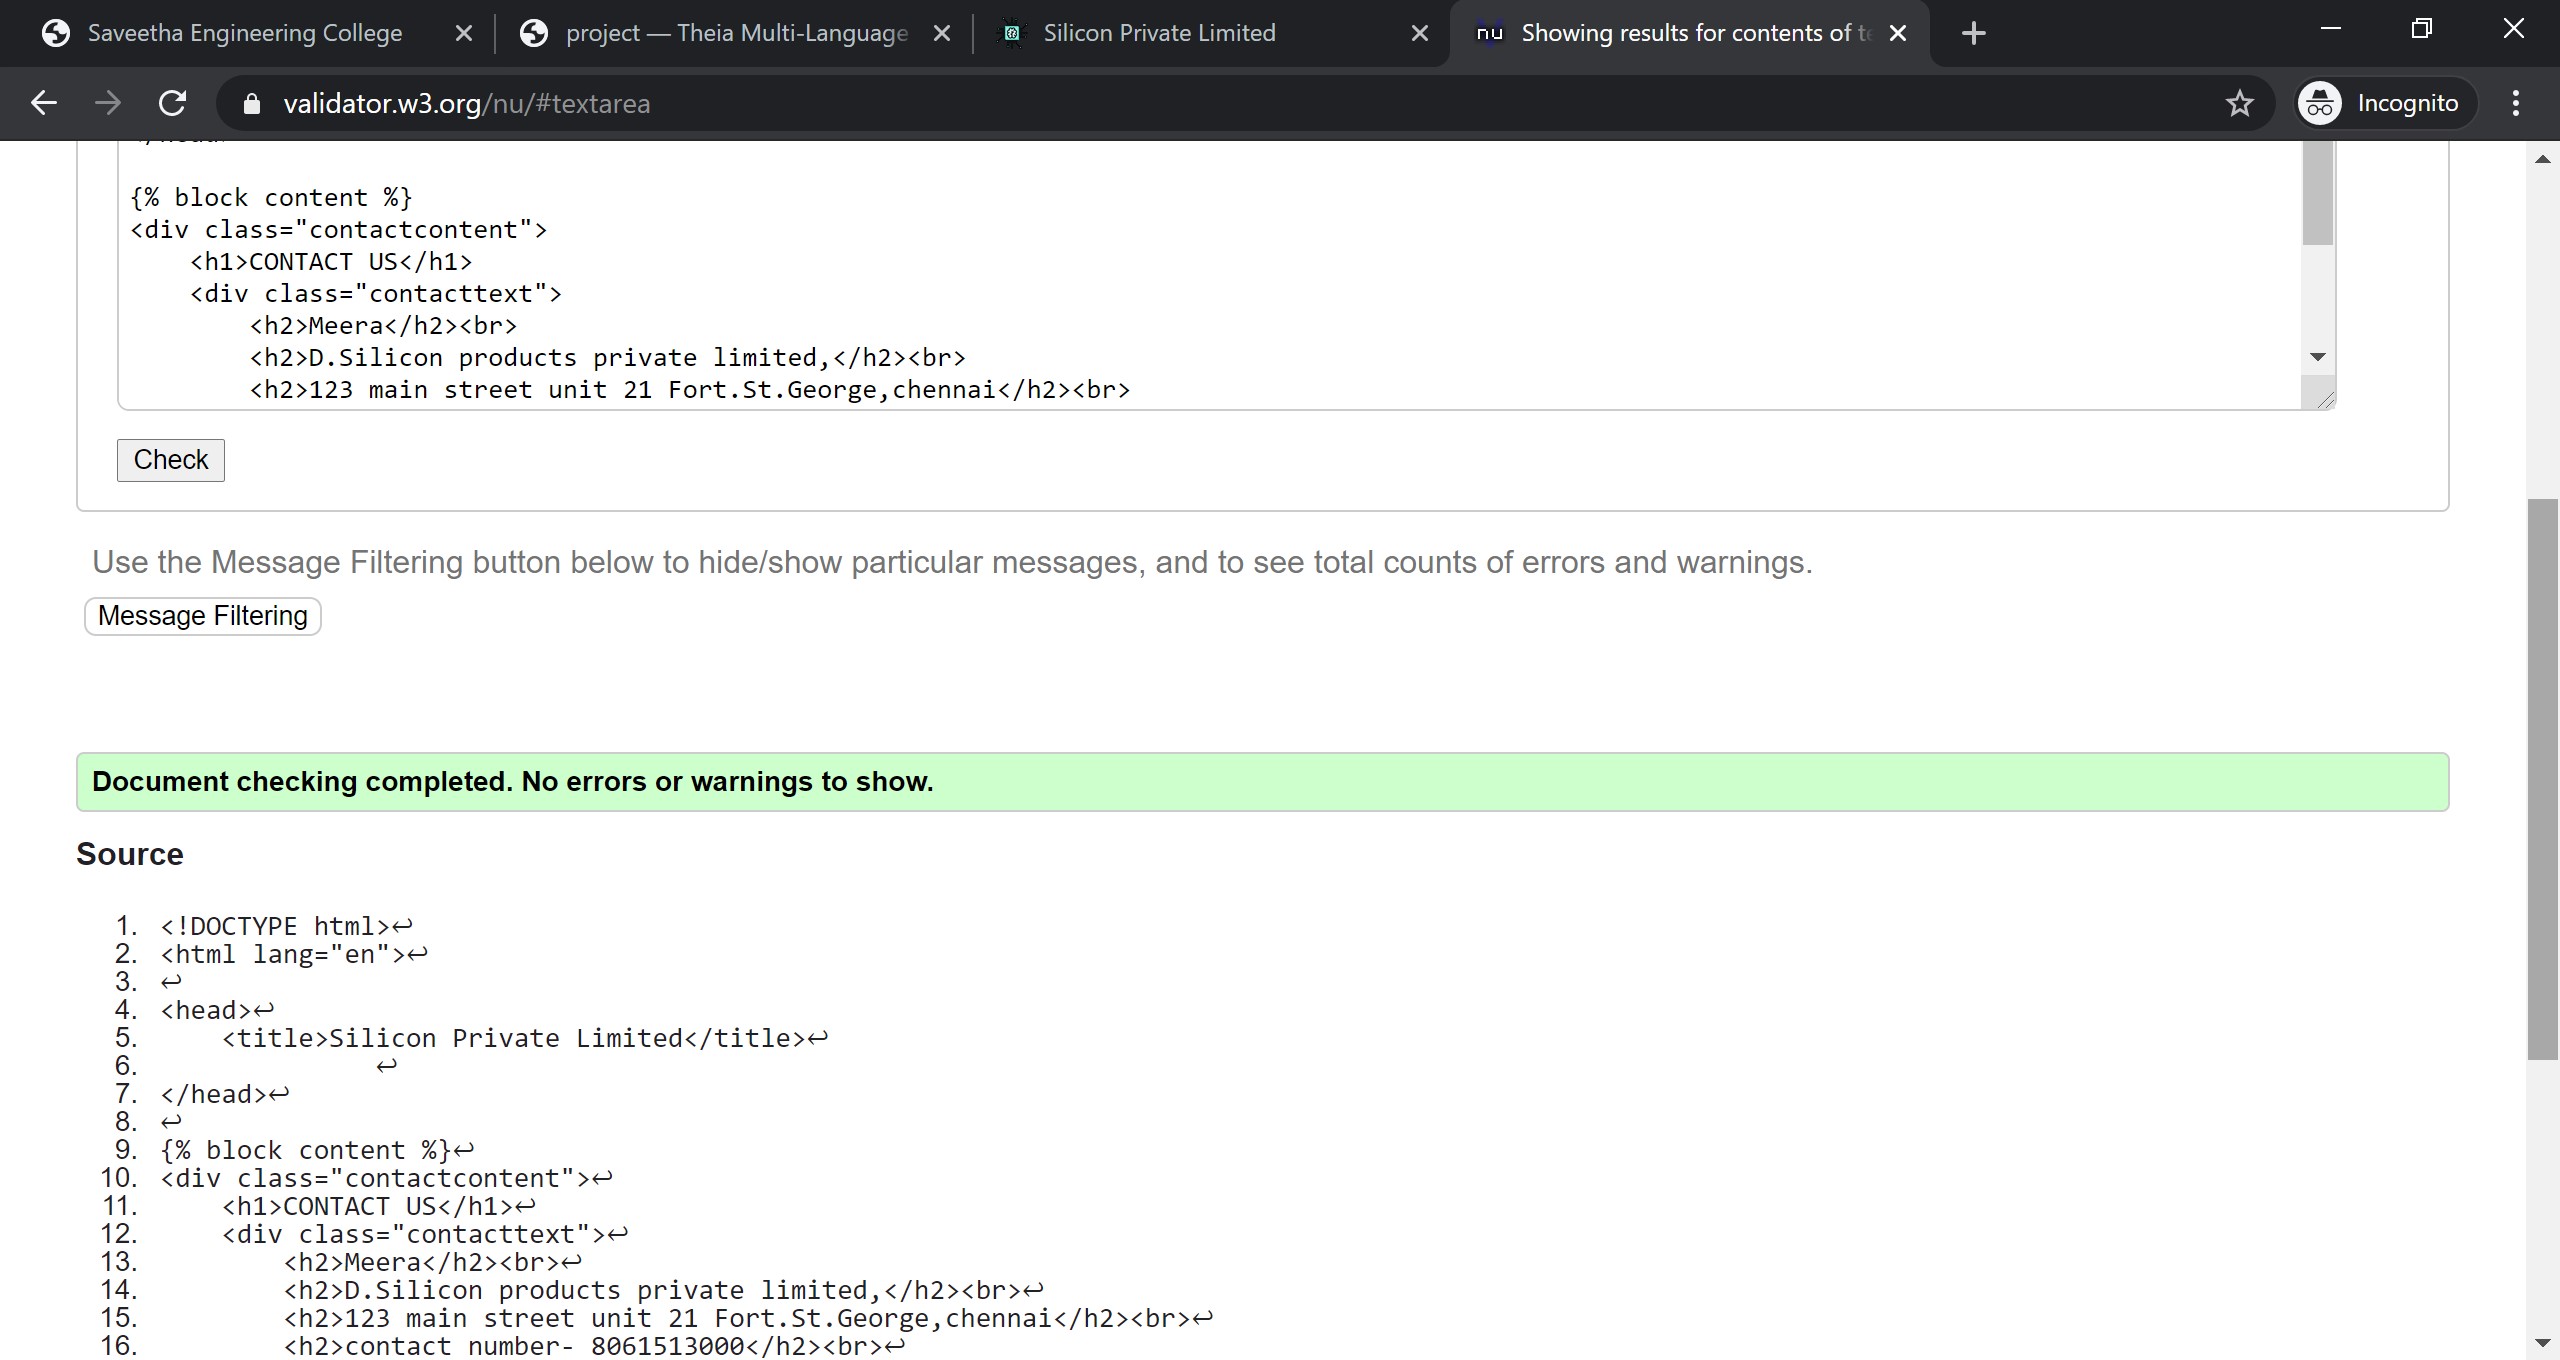 Saveetha Engineering College
project — Theia Multi-Language
Silicon Private Limited
nu Showing results for contents of
validator.w3.org/nu/#textarea
Incognito
{% block content %}
<div class="contactcontent">
<h1>CONTACT US</h1>
<div class="contacttext">
<h2>Meera</h2><br>
<h2>D.Silicon products private limited,</h2><br>
<h2>123 main street unit 21 Fort.St.George,chennai</h2><br>
Check
Use the Message Filtering button below to hide/show particular messages, and to see total counts of errors and warnings.
Message Filtering
Document checking completed. No errors or warnings to show.
Source
1. <!DOCTYPE html>↩
2. <html lang="en">↩
3. ↩
4. <head>↩
5. <title>Silicon Private Limited</title>↩
6. ↩
7. </head>↩
8. ↩
9. {% block content %}↩
10. <div class="contactcontent">↩
11. <h1>CONTACT US</h1>↩
12. <div class="contacttext">↩
13. <h2>Meera</h2><br>↩
14. <h2>D.Silicon products private limited,</h2><br>↩
15. <h2>123 main street unit 21 Fort.St.George,chennai</h2><br>↩
16. <h2>contact number- 8061513000</h2><br>↩